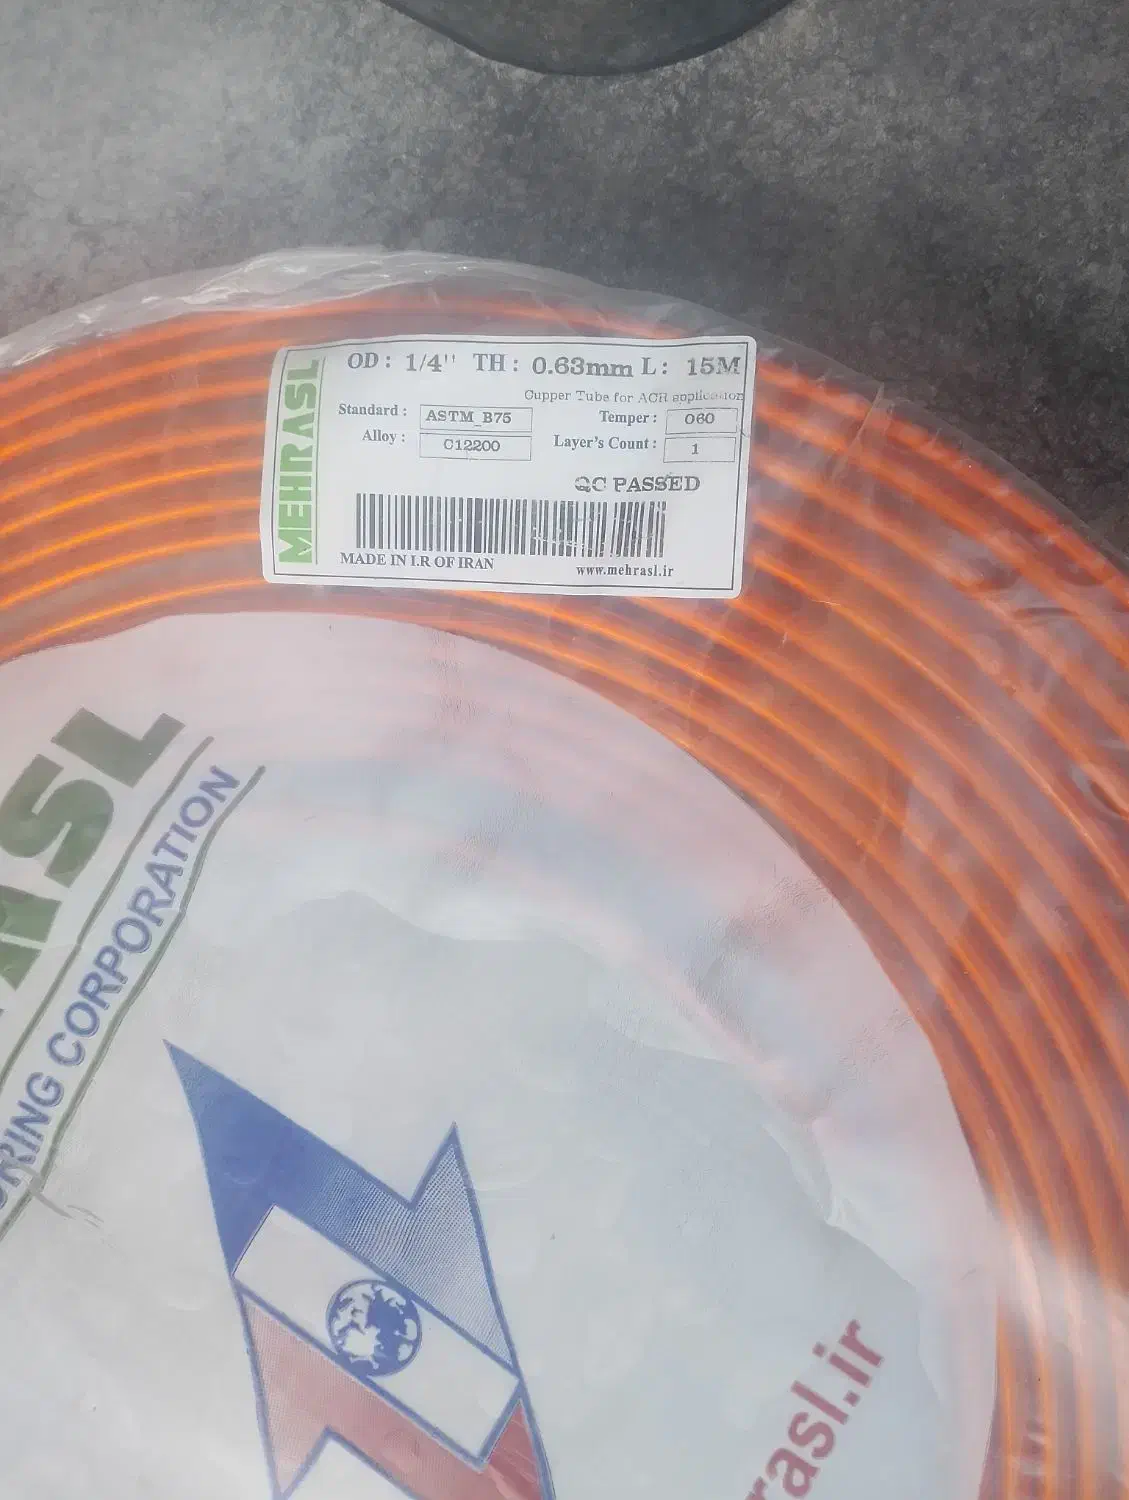 OD: 1/4'' TH: 0.63mm L: 15M
Cupper Tube for ACR application
Standard: ASTM_B75 Temper: O60
Alloy: C12200 Layer's Count: 1
QC PASSED
MADE IN I.R OF IRAN www.mehrasl.ir
MEHRASL
ASL
RING CORPORATION
rasl.ir